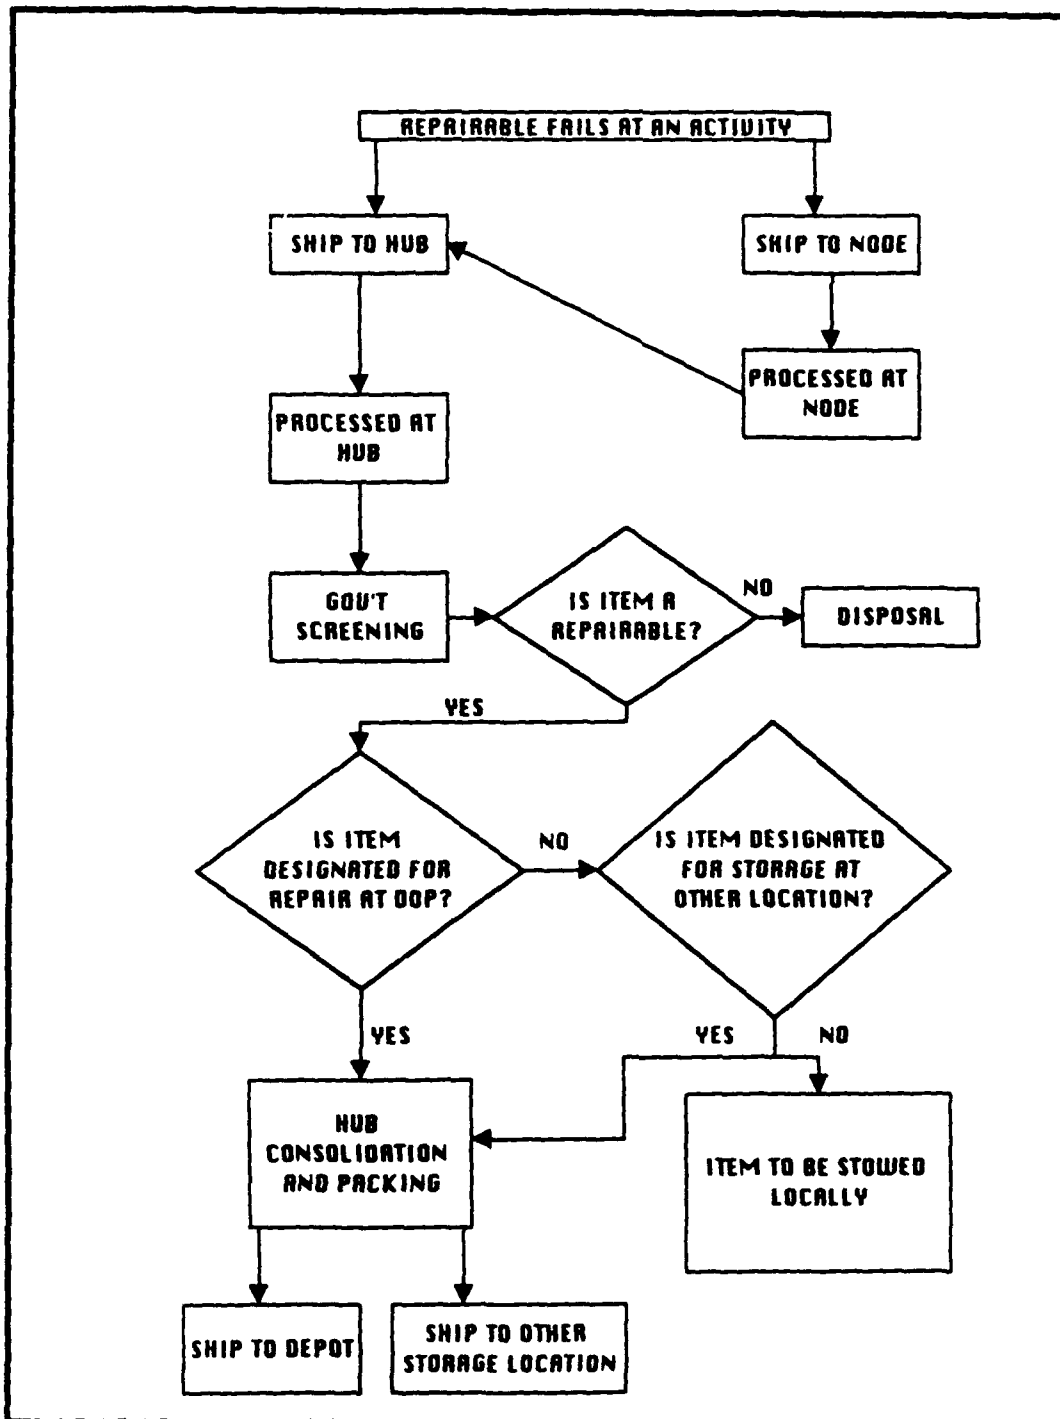 REPAIRABLE FAILS AT AN ACTIVITY
SHIP TO HUB
SHIP TO NODE
PROCESSED AT
NODE
PROCESSED AT
HUB
GOV'T
SCREENING
IS ITEM A
REPAIRABLE?
NO
DISPOSAL
YES
IS ITEM
DESIGNATED FOR
REPAIR AT DOP?
NO
IS ITEM DESIGNATED
FOR STORAGE AT
OTHER LOCATION?
YES
YES
NO
HUB
CONSOLIDATION
AND PACKING
ITEM TO BE STOWED
LOCALLY
SHIP TO DEPOT
SHIP TO OTHER
STORAGE LOCATION